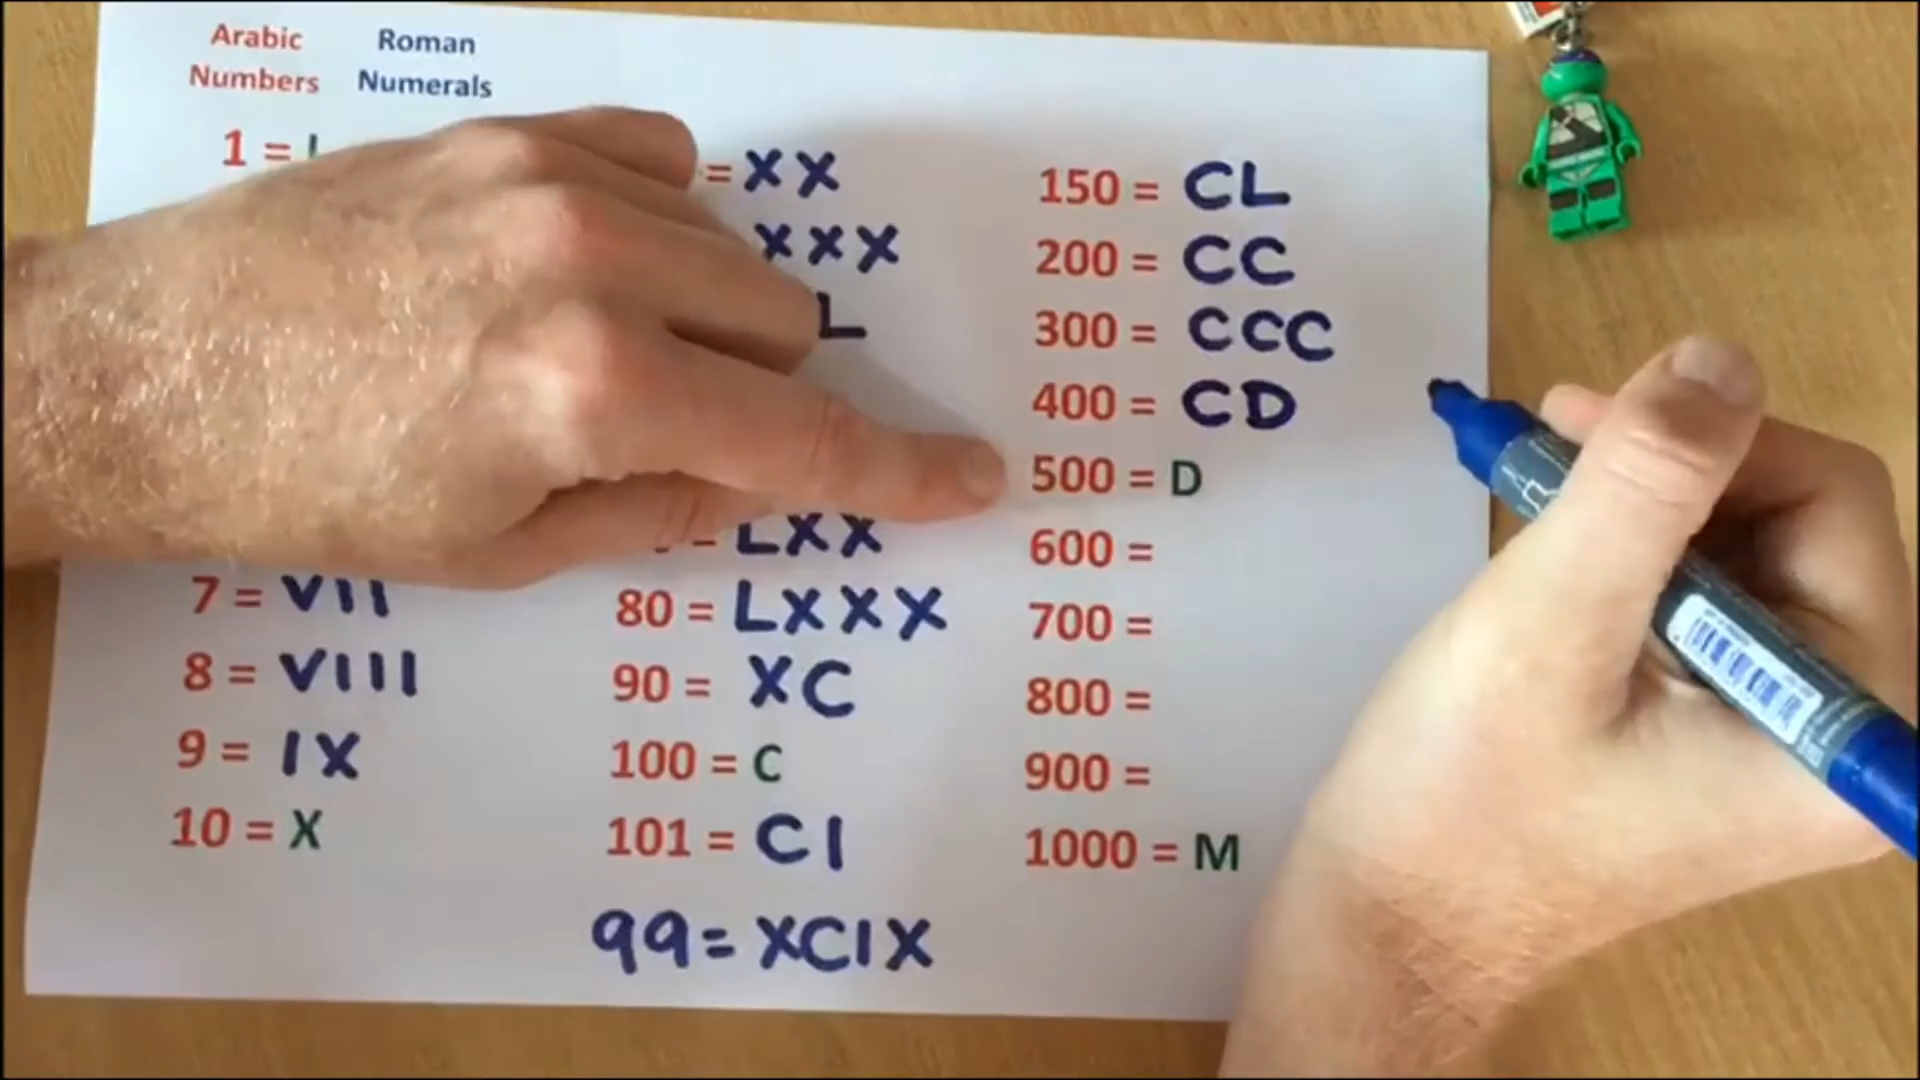 Arabic Numbers
Roman Numerals
1 =
7 = VII
8 = VIII
9 = IX
10 = X
= XX
XXX
L
= LXX
80 = LXXX
90 = XC
100 = C
101 = CI
99 = XCIX
150 = CL
200 = CC
300 = CCC
400 = CD
500 = D
600 =
700 =
800 =
900 =
1000 = M